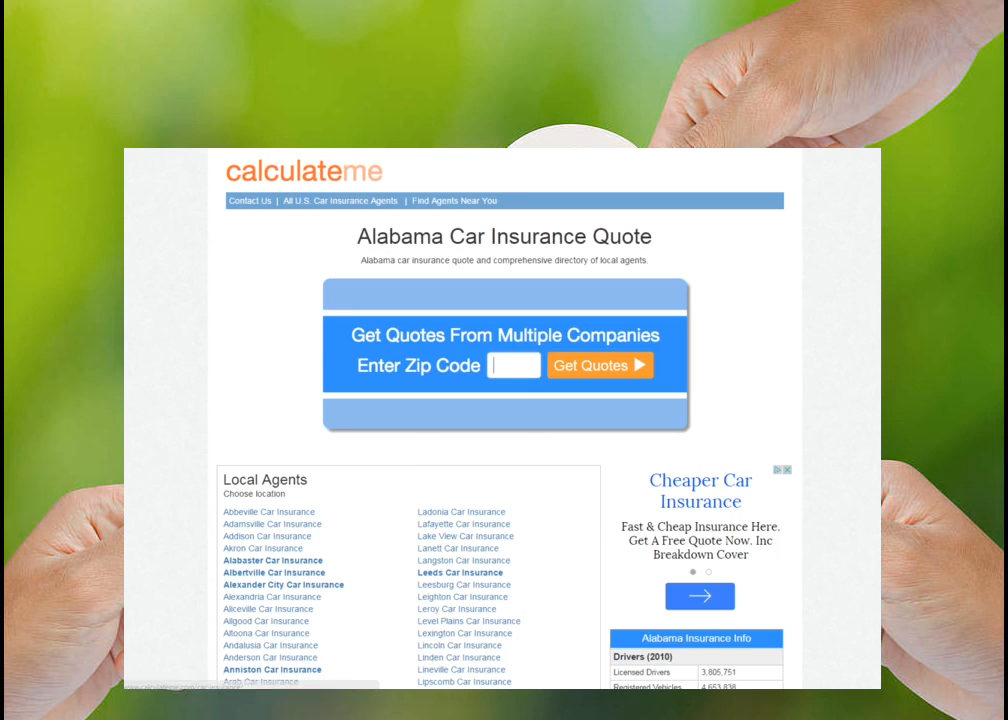 calculateme
Contact Us | All U.S. Car Insurance Agents | Find Agents Near You
Alabama Car Insurance Quote
Alabama car insurance quote and comprehensive directory of local agents.
Get Quotes From Multiple Companies
Enter Zip Code Get Quotes
Local Agents
Choose location
Abbeville Car Insurance
Adamsville Car Insurance
Addison Car Insurance
Akron Car Insurance
Alabaster Car Insurance
Albertville Car Insurance
Alexander City Car Insurance
Alexandria Car Insurance
Aliceville Car Insurance
Allgood Car Insurance
Altoona Car Insurance
Andalusia Car Insurance
Anderson Car Insurance
Anniston Car Insurance
Arab Car Insurance
Ladonia Car Insurance
Lafayette Car Insurance
Lake View Car Insurance
Lanett Car Insurance
Langston Car Insurance
Leeds Car Insurance
Leesburg Car Insurance
Leighton Car Insurance
Leroy Car Insurance
Level Plains Car Insurance
Lexington Car Insurance
Lincoln Car Insurance
Linden Car Insurance
Lineville Car Insurance
Lipscomb Car Insurance
Cheaper Car
Insurance
Fast & Cheap Insurance Here.
Get A Free Quote Now. Inc
Breakdown Cover
Alabama Insurance Info
Drivers (2010)
Licensed Drivers 3,805,751
Registered Vehicles 4,653,838